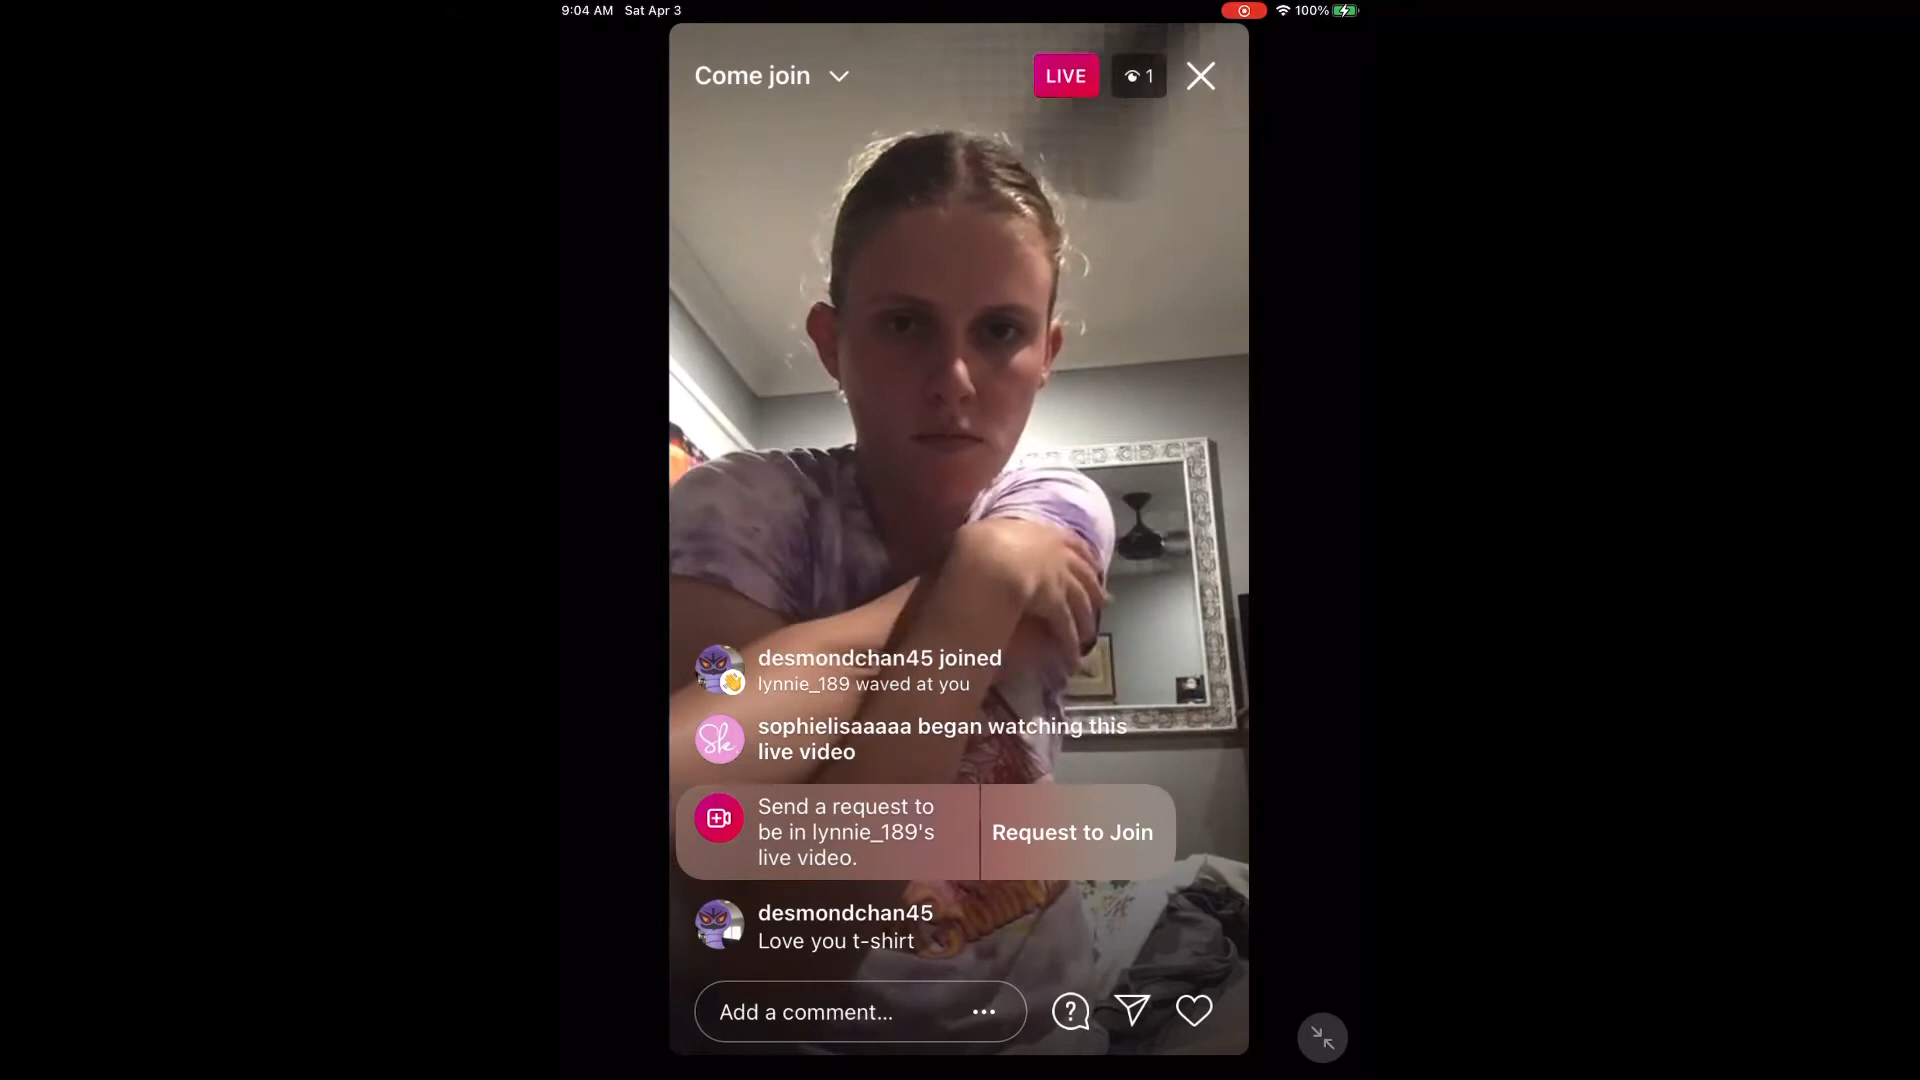 9:04 AM Sat Apr 3
100%
Come join
LIVE
1
desmondchan45 joined
lynnie_189 waved at you
sophielisaaaaa began watching this
live video
Send a request to
be in lynnie_189's
live video.
Request to Join
desmondchan45
Love you t-shirt
Add a comment...